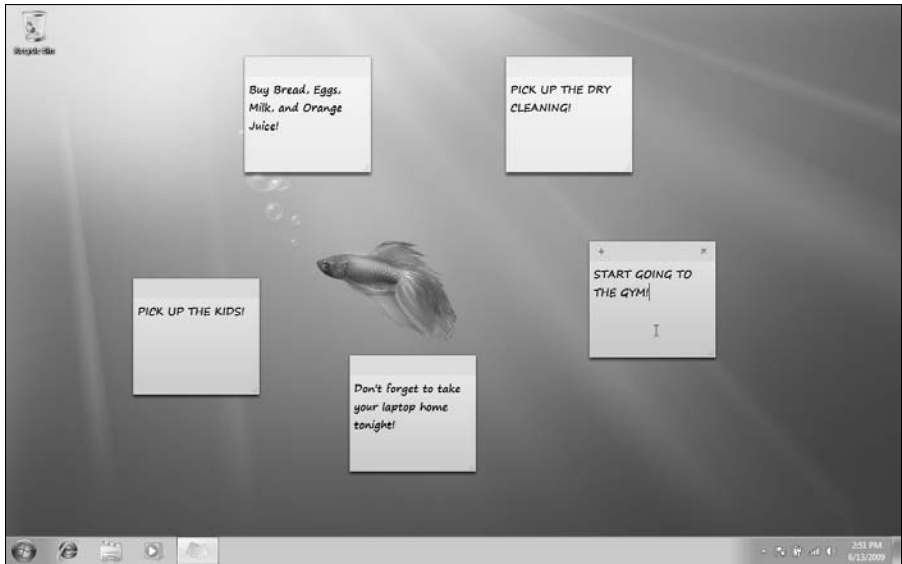 Recycle Bin
Buy Bread, Eggs,
Milk, and Orange
Juice!
PICK UP THE DRY
CLEANING!
START GOING TO
THE GYM!
PICK UP THE KIDS!
Don't forget to take
your laptop home
tonight!
2:51 PM
6/13/2009